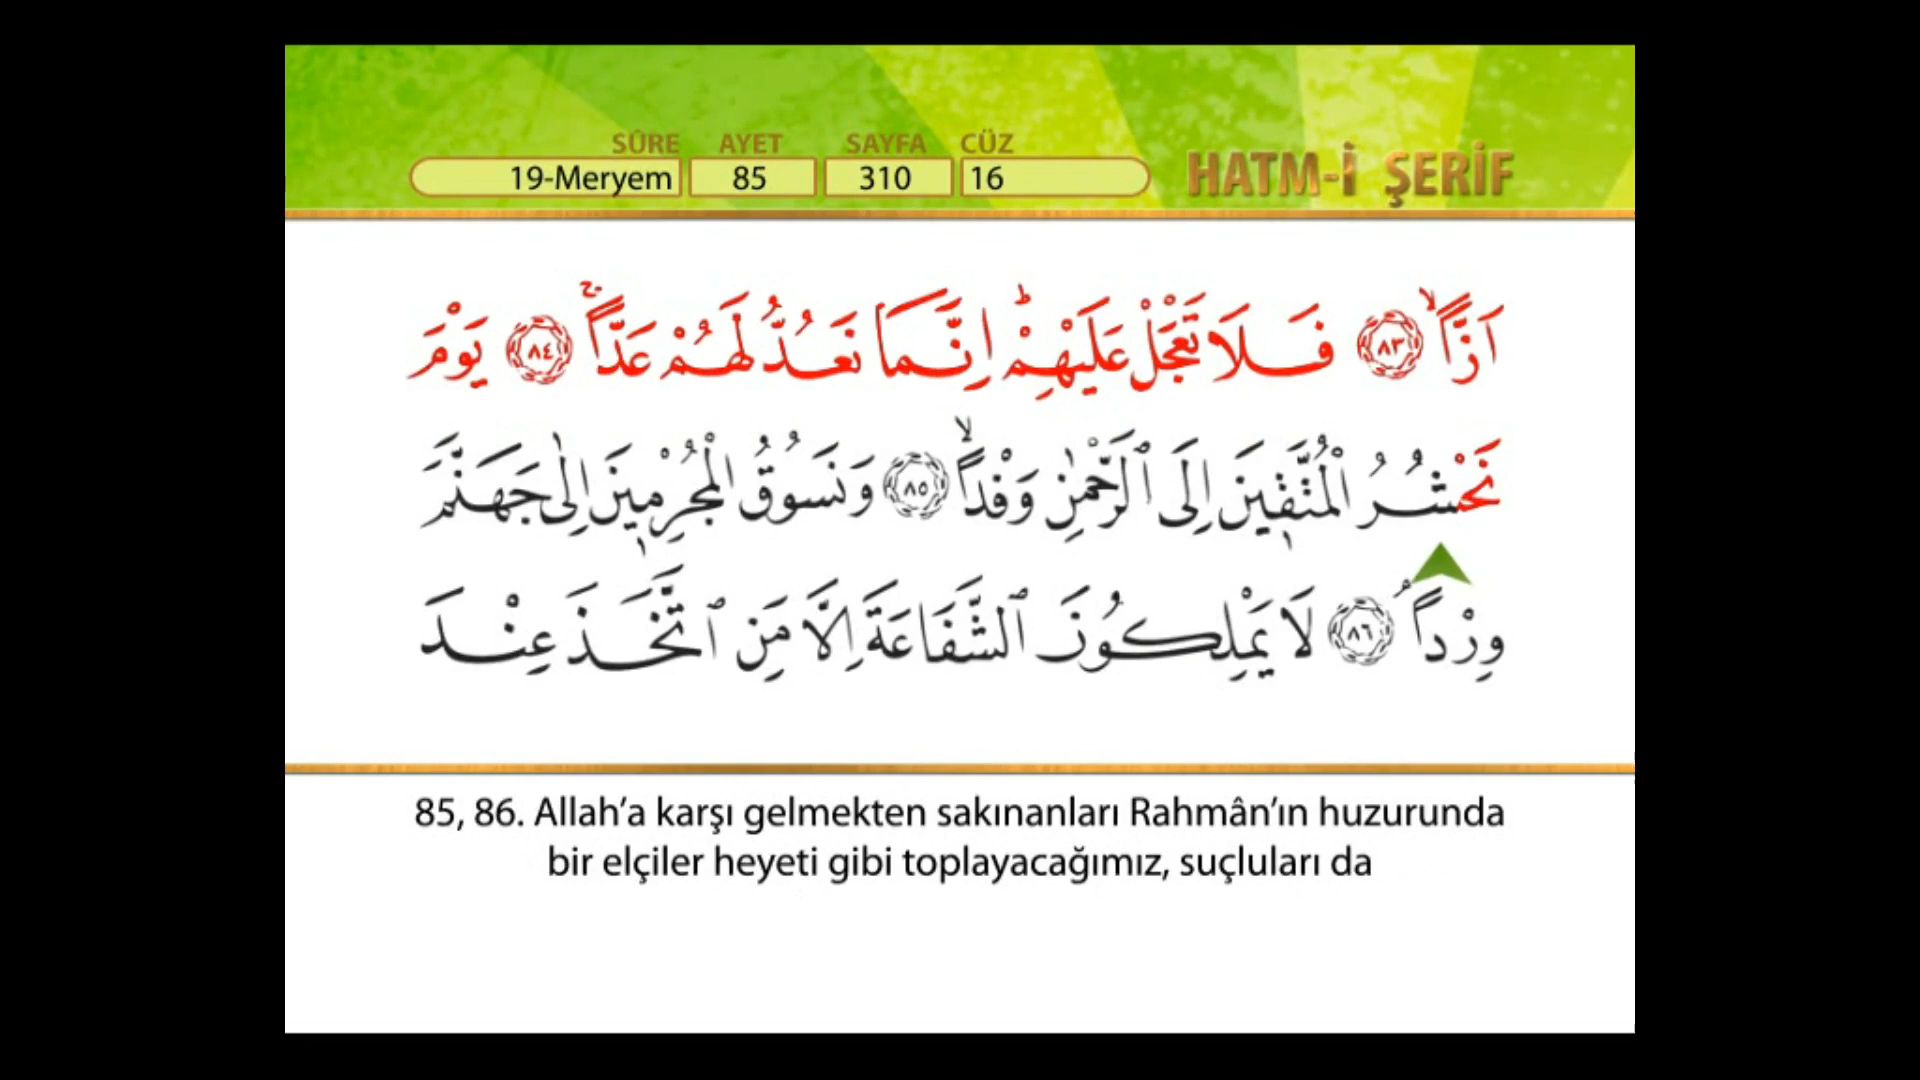 SÛRE AYET SAYFA CÜZ
19-Meryem 85 310 16
HATM-İ ŞERİF
اَزًّاۙ ﴿٨٣﴾ فَلَا تَعْجَلْ عَلَيْهِمْۜ اِنَّمَا نَعُدُّ لَهُمْ عَدًّاۚ ﴿٨٤﴾ يَوْمَ
نَحْشُرُ الْمُتَّق۪ينَ اِلَى الرَّحْمٰنِ وَفْدًاۙ ﴿٨٥﴾ وَنَسُوقُ الْمُجْرِم۪ينَ اِلٰى جَهَنَّمَ
وِرْدًاۢ ﴿٨٦﴾ لَا يَمْلِكُونَ الشَّفَاعَةَ اِلَّا مَنِ اتَّخَذَ عِنْدَ
85, 86. Allah’a karşı gelmekten sakınanları Rahmân’ın huzurunda
bir elçiler heyeti gibi toplayacağımız, suçluları da